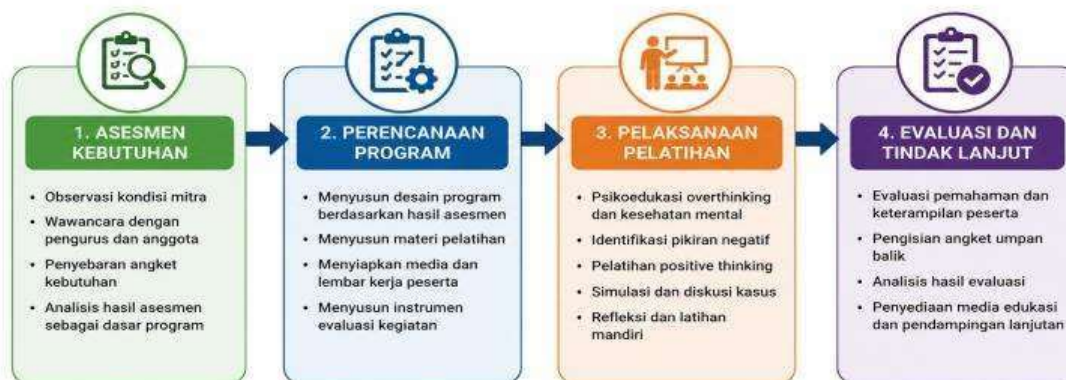 1. ASESMEN
KEBUTUHAN
• Observasi kondisi mitra
• Wawancara dengan
pengurus dan anggota
• Penyebaran angket
kebutuhan
• Analisis hasil asesmen
sebagai dasar program
2. PERENCANAAN
PROGRAM
• Menyusun desain program
berdasarkan hasil asesmen
• Menyusun materi pelatihan
• Menyiapkan media dan
lembar kerja peserta
• Menyusun instrumen
evaluasi kegiatan
3. PELAKSANAAN
PELATIHAN
• Psikoedukasi overthinking
dan kesehatan mental
• Identifikasi pikiran negatif
• Pelatihan positive thinking
• Simulasi dan diskusi kasus
• Refleksi dan latihan
mandiri
4. EVALUASI DAN
TINDAK LANJUT
• Evaluasi pemahaman dan
keterampilan peserta
• Pengisian angket umpan
balik
• Analisis hasil evaluasi
• Penyediaan media edukasi
dan pendampingan lanjutan